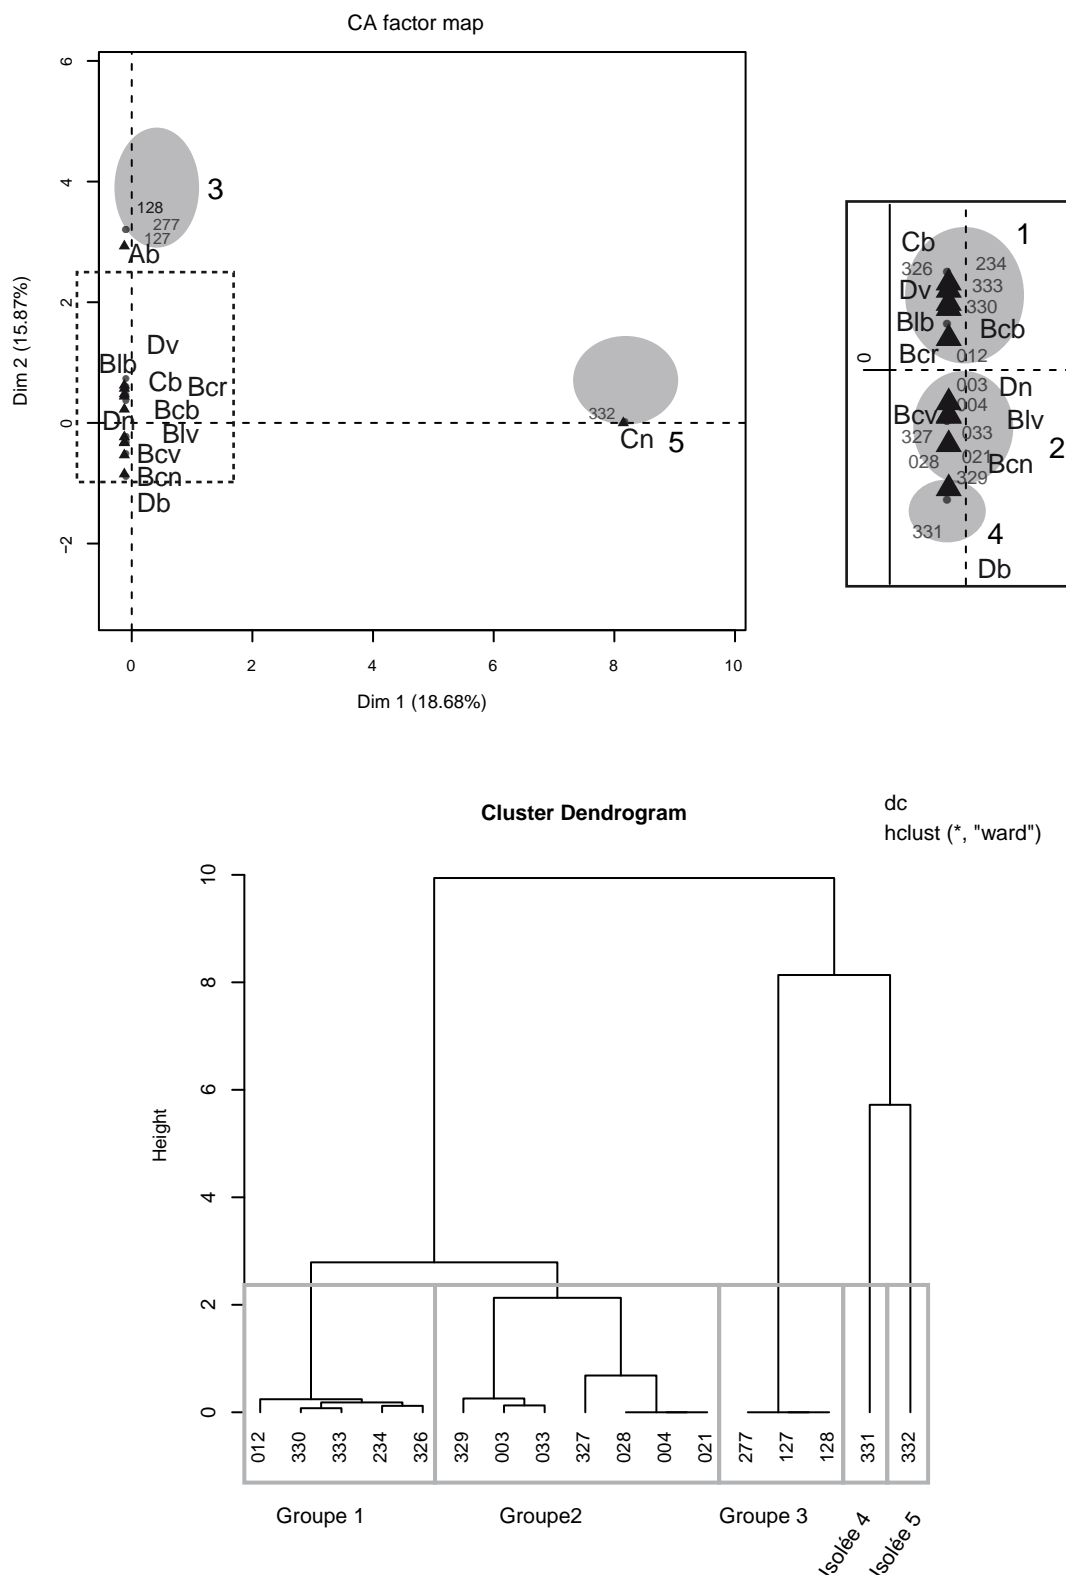 CA factor map
6
4
2
0
−2
Dim 2 (15.87%)
3
128
277
127
Ab
Dv
Blb
Cb
Bcr
Bcb
Dn
Blv
Bcv
Bcn
Db
332
Cn
5
0
2
4
6
8
10
Dim 1 (18.68%)
1
Cb
326
234
Dv
333
330
Blb
Bcb
Bcr
012
0
003
Dn
004
Bcv
Blv
327
033
2
028
021
Bcn
329
331
4
Db
dc
Cluster Dendrogram
hclust (*, "ward")
10
8
6
4
2
0
Height
012
330
333
234
326
329
003
033
327
028
004
021
277
127
128
331
332
Groupe 1
Groupe2
Groupe 3
Isolée 4
Isolée 5